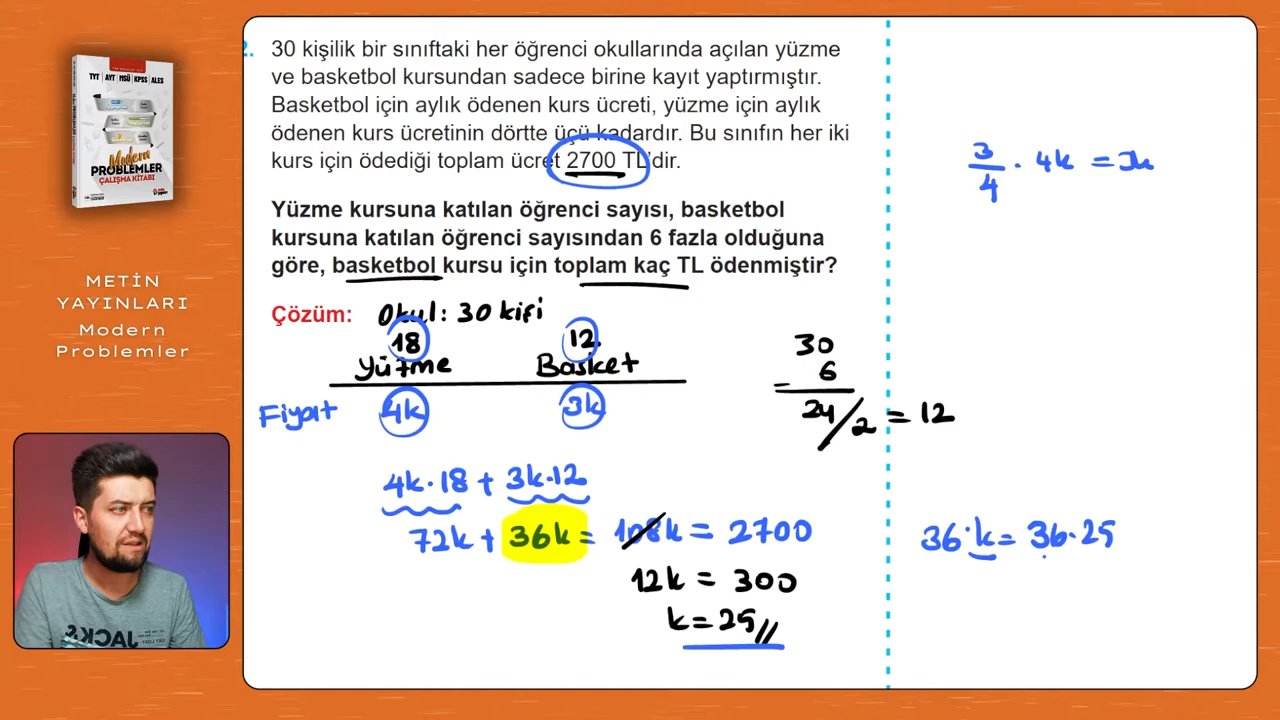 TYT | AYT | MSÜ | KPSS | ALES
Modern
PROBLEMLER
ÇALIŞMA KİTABI
METİN
YAYINLARI
Modern
Problemler
2. 30 kişilik bir sınıftaki her öğrenci okullarında açılan yüzme
ve basketbol kursundan sadece birine kayıt yaptırmıştır.
Basketbol için aylık ödenen kurs ücreti, yüzme için aylık
ödenen kurs ücretinin dörtte üçü kadardır. Bu sınıfın her iki
kurs için ödediği toplam ücret 2700 TL'dir.
Yüzme kursuna katılan öğrenci sayısı, basketbol
kursuna katılan öğrenci sayısından 6 fazla olduğuna
göre, basketbol kursu için toplam kaç TL ödenmiştir?
Çözüm: Okul: 30 kişi
18 12
Yüzme Basket
Fiyat 4k 3k
4k·18 + 3k·12
72k + 36k = 108k = 2700
12k = 300
k = 25
30
- 6
24/2 = 12
3/4 · 4k = 3k
36·k = 36·25
JACK&